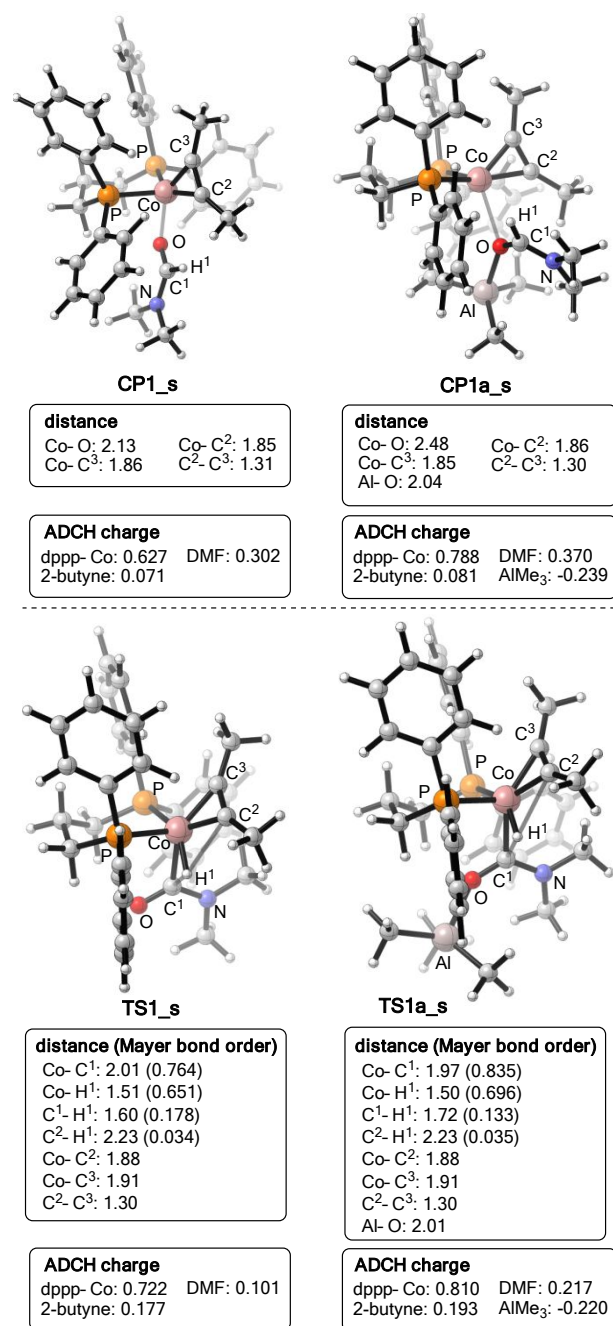 P
C³
C²
Co
O
H¹
C¹
N
CP1_s
distance
Co- O: 2.13 Co- C²: 1.85
Co- C³: 1.86 C²- C³: 1.31
ADCH charge
dppp- Co: 0.627 DMF: 0.302
2-butyne: 0.071
C³
P
Co
C²
P
H¹
O
C¹
N
Al
CP1a_s
distance
Co- O: 2.48 Co- C²: 1.86
Co- C³: 1.85 C²- C³: 1.30
Al- O: 2.04
ADCH charge
dppp- Co: 0.788 DMF: 0.370
2-butyne: 0.081 AlMe₃: -0.239
C³
P
C²
P
Co
H¹
C¹
O
N
TS1_s
distance (Mayer bond order)
Co- C¹: 2.01 (0.764)
Co- H¹: 1.51 (0.651)
C¹- H¹: 1.60 (0.178)
C²- H¹: 2.23 (0.034)
Co- C²: 1.88
Co- C³: 1.91
C²- C³: 1.30
ADCH charge
dppp- Co: 0.722 DMF: 0.101
2-butyne: 0.177
C³
P
Co
C²
P
H¹
C¹
O
N
Al
TS1a_s
distance (Mayer bond order)
Co- C¹: 1.97 (0.835)
Co- H¹: 1.50 (0.696)
C¹- H¹: 1.72 (0.133)
C²- H¹: 2.23 (0.035)
Co- C²: 1.88
Co- C³: 1.91
C²- C³: 1.30
Al- O: 2.01
ADCH charge
dppp- Co: 0.810 DMF: 0.217
2-butyne: 0.193 AlMe₃: -0.220